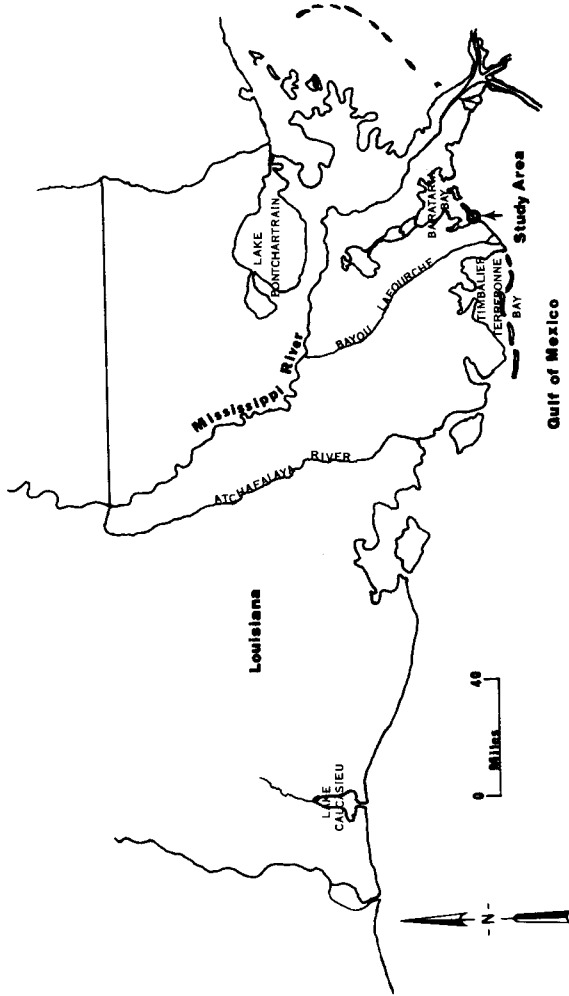 LAKE
PONTCHARTRAIN
Mississippi River
BAYOU LAFOURCHE
BARATARIA
BAY
ATCHAFALAYA RIVER
TIMBALIER
TERREBONNE
BAY
Study Area
Gulf of Mexico
Louisiana
LAKE
CALCASIEU
0 40
Miles
-N-